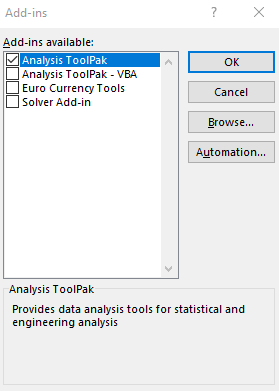 Add-ins
Add-ins available:
Analysis ToolPak
Analysis ToolPak - VBA
Euro Currency Tools
Solver Add-in
OK
Cancel
Browse...
Automation...
Analysis ToolPak
Provides data analysis tools for statistical and
engineering analysis